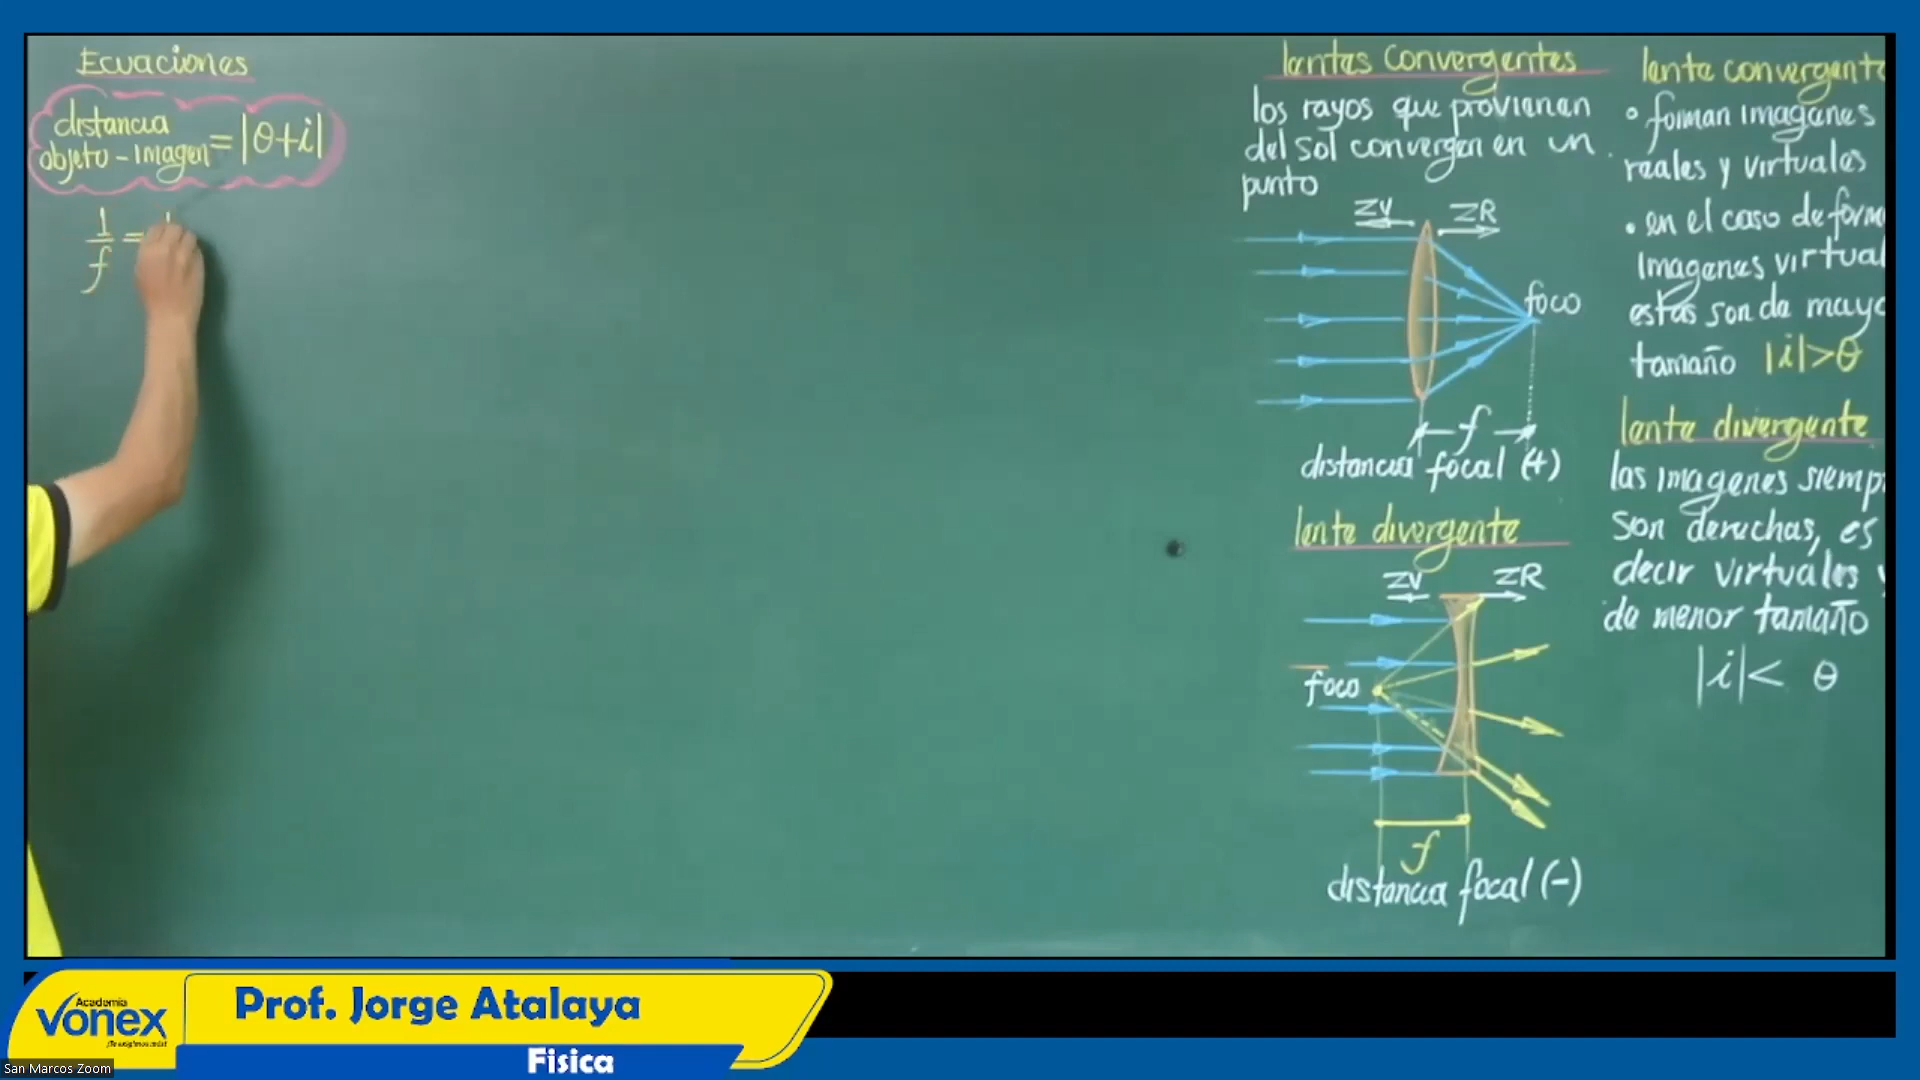 Ecuaciones
distancia
objeto-imagen = |θ+i|
1/f =
lentes convergentes
los rayos que provienen
del sol convergen en un
punto
ZV ZR
foco
f
distancia focal (+)
lente divergente
ZV ZR
foco
f
distancia focal (-)
lente convergente
• forman imagenes
reales y virtuales
• en el caso de form
imagenes virtual
estas son de mayo
tamaño |i|>θ
lente divergente
las imagenes siemp
son derechas, es
decir virtuales y
de menor tamaño
|i|< θ
Academia
vonex
Prof. Jorge Atalaya
Fisica
San Marcos Zoom